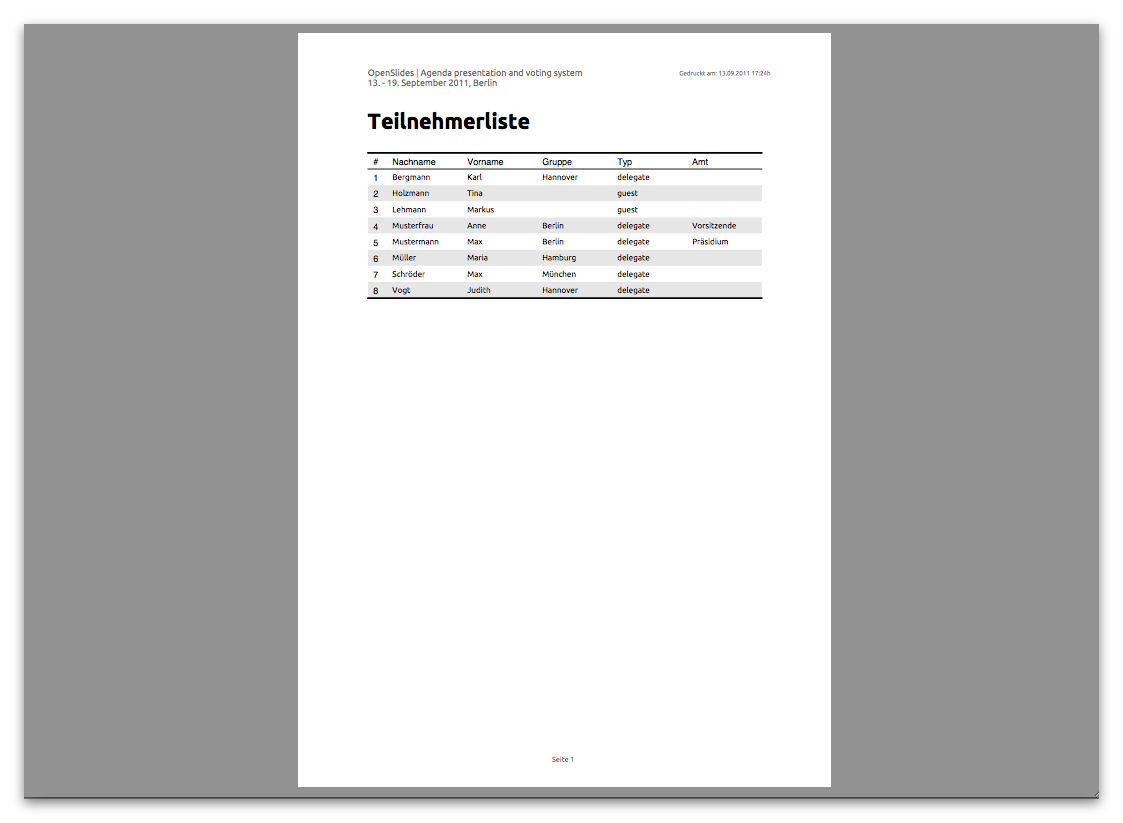 OpenSlides | Agenda presentation and voting system
Gedruckt am: 13.09.2011 17:24h
13. - 19. September 2011, Berlin
Teilnehmerliste
# Nachname Vorname Gruppe Typ Amt
1 Bergmann Karl Hannover delegate
2 Holzmann Tina guest
3 Lehmann Markus guest
4 Musterfrau Anne Berlin delegate Vorsitzende
5 Mustermann Max Berlin delegate Präsidium
6 Müller Maria Hamburg delegate
7 Schröder Max München delegate
8 Vogt Judith Hannover delegate
Seite 1